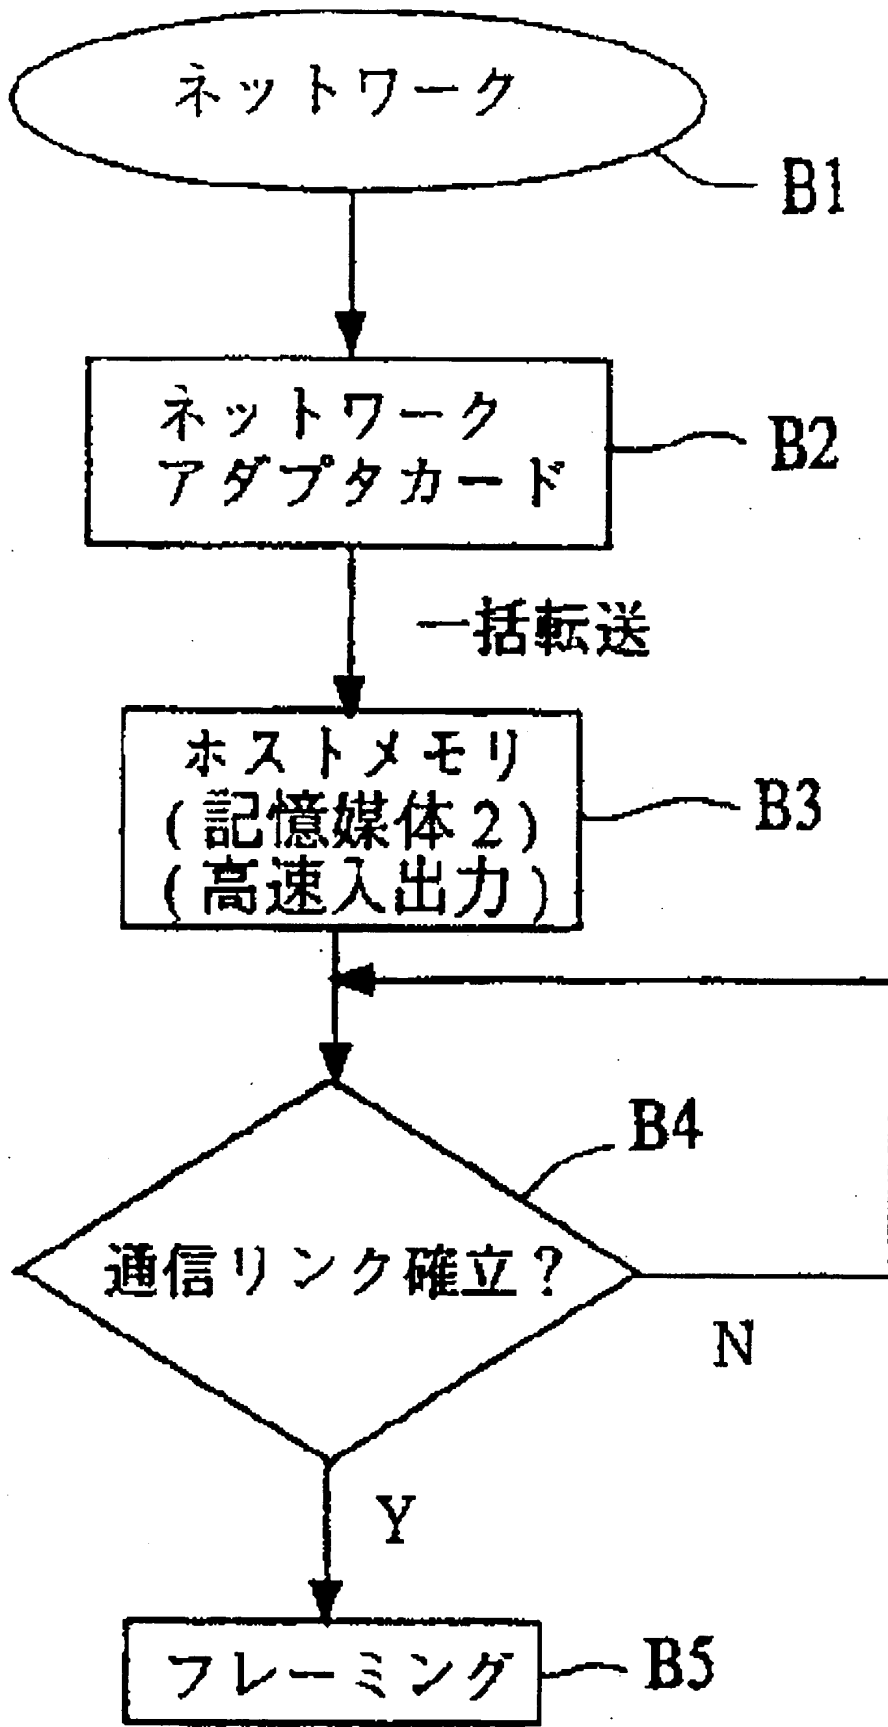 ネットワーク
B1
ネットワーク
アダプタカード
B2
一括転送
ホストメモリ
(記憶媒体2)
(高速入出力)
B3
B4
通信リンク確立?
N
Y
フレーミング
B5